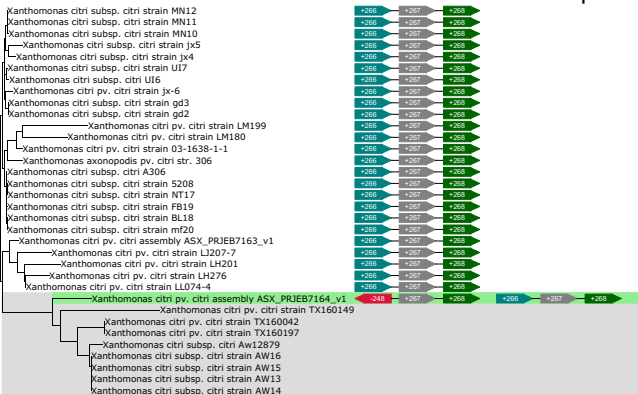 Xanthomonas citri subsp. citri strain MN12 +266 +267 +268
Xanthomonas citri subsp. citri strain MN11 +266 +267 +268
Xanthomonas citri subsp. citri strain MN10 +266 +267 +268
Xanthomonas citri subsp. citri strain jx5 +266 +267 +268
Xanthomonas citri subsp. citri strain jx4 +266 +267 +268
Xanthomonas citri subsp. citri strain UI7 +266 +267 +268
Xanthomonas citri subsp. citri UI6 +266 +267 +268
Xanthomonas citri pv. citri strain jx-6 +266 +267 +268
Xanthomonas citri subsp. citri strain gd3 +266 +267 +268
Xanthomonas citri subsp. citri strain gd2 +266 +267 +268
Xanthomonas citri pv. citri strain LM199 +266 +267 +268
Xanthomonas citri pv. citri strain LM180 +266 +267 +268
Xanthomonas citri pv. citri strain 03-1638-1-1 +266 +267 +268
Xanthomonas axonopodis pv. citri str. 306 +266 +267 +268
Xanthomonas citri subsp. citri A306 +266 +267 +268
Xanthomonas citri subsp. citri strain 5208 +266 +267 +268
Xanthomonas citri subsp. citri strain NT17 +266 +267 +268
Xanthomonas citri subsp. citri strain FB19 +266 +267 +268
Xanthomonas citri subsp. citri strain BL18 +266 +267 +268
Xanthomonas citri subsp. citri strain mf20 +266 +267 +268
Xanthomonas citri pv. citri assembly ASX_PRJEB7163_v1 +266 +267 +268
Xanthomonas citri pv. citri strain LJ207-7 +266 +267 +268
Xanthomonas citri pv. citri strain LH201 +266 +267 +268
Xanthomonas citri pv. citri strain LH276 +266 +267 +268
Xanthomonas citri pv. citri strain LL074-4 +266 +267 +268
Xanthomonas citri pv. citri assembly ASX_PRJEB7164_v1 -248 +267 +268 +266 +267 +268
Xanthomonas citri pv. citri strain TX160149
Xanthomonas citri pv. citri strain TX160042
Xanthomonas citri pv. citri strain TX160197
Xanthomonas citri subsp. citri Aw12879
Xanthomonas citri subsp. citri strain AW16
Xanthomonas citri subsp. citri strain AW15
Xanthomonas citri subsp. citri strain AW13
Xanthomonas citri subsp. citri strain AW14